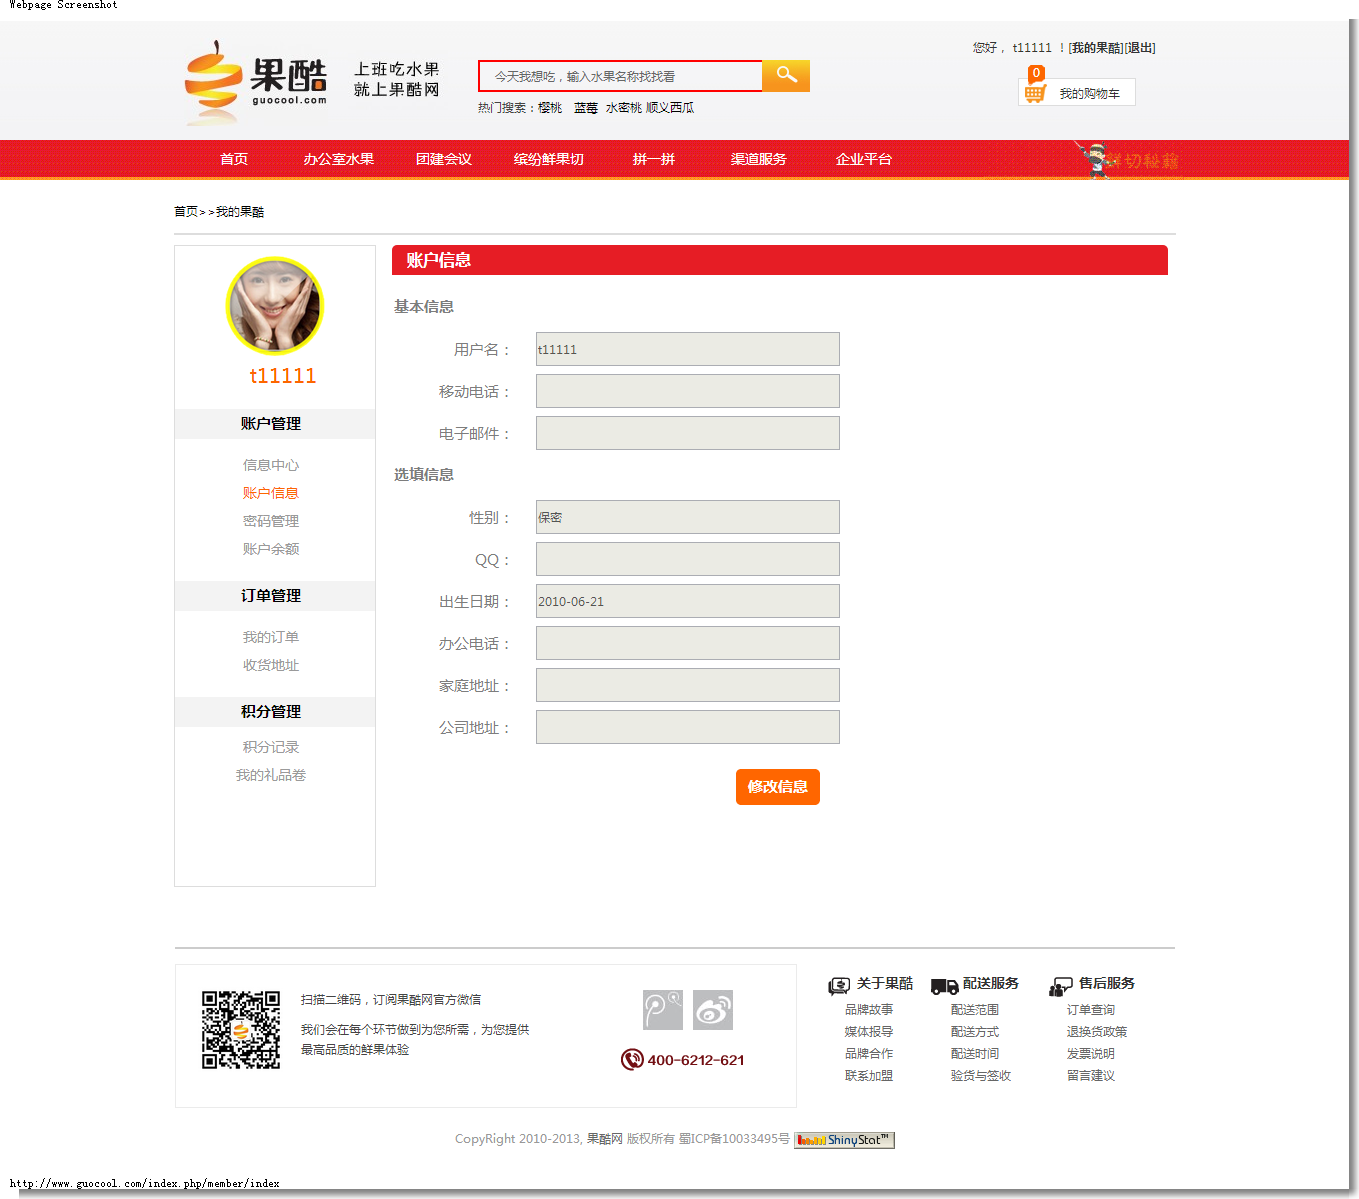 Webpage Screenshot
您好， t11111 ！[我的果酷][退出]
果酷
guocool.com
上班吃水果
就上果酷网
今天我想吃，输入水果名称找找看
热门搜索：樱桃 蓝莓 水密桃 顺义西瓜
0
我的购物车
首页 办公室水果 团建会议 缤纷鲜果切 拼一拼 渠道服务 企业平台 鲜切秘籍
首页>>我的果酷
t11111
账户管理
信息中心
账户信息
密码管理
账户余额
订单管理
我的订单
收货地址
积分管理
积分记录
我的礼品卷
账户信息
基本信息
用户名： t11111
移动电话：
电子邮件：
选填信息
性别： 保密
QQ：
出生日期： 2010-06-21
办公电话：
家庭地址：
公司地址：
修改信息
扫描二维码，订阅果酷网官方微信
我们会在每个环节做到为您所需，为您提供
最高品质的鲜果体验
400-6212-621
关于果酷
品牌故事
媒体报导
品牌合作
联系加盟
配送服务
配送范围
配送方式
配送时间
验货与签收
售后服务
订单查询
退换货政策
发票说明
留言建议
CopyRight 2010-2013, 果酷网 版权所有 蜀ICP备10033495号 ShinyStat™
http://www.guocool.com/index.php/member/index